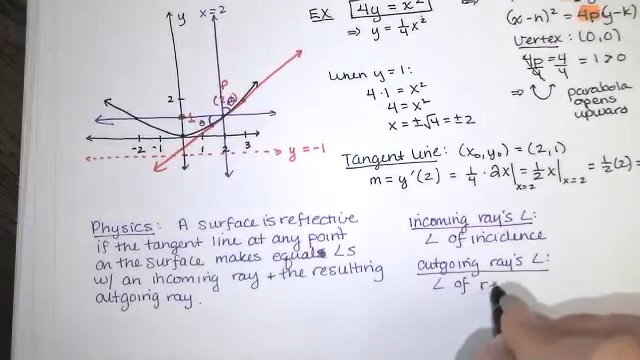 y
x=2
EX 4y = x²
⇒ y = ¼x²
(x-h)² = 4p(y-k)
Vertex: (0,0)
4p/4 = 4/4 = 1 > 0
⇒ ∪ parabola
opens
upward
When y=1:
4·1 = x²
4 = x²
x = ±√4 = ±2
P
2
1
-2 -1 1 2 3
y = -1
Tangent line: (x₀, y₀) = (2, 1)
m = y'(2) = ¼ · 2x|ₓ₌₂ = ½x|ₓ₌₂ = ½(2) =
Physics: A surface is reflective
if the tangent line at any point
on the surface makes equal ∠s
w/ an incoming ray + the resulting
outgoing ray.
incoming ray's ∠:
∠ of incidence
outgoing ray's ∠:
∠ of r